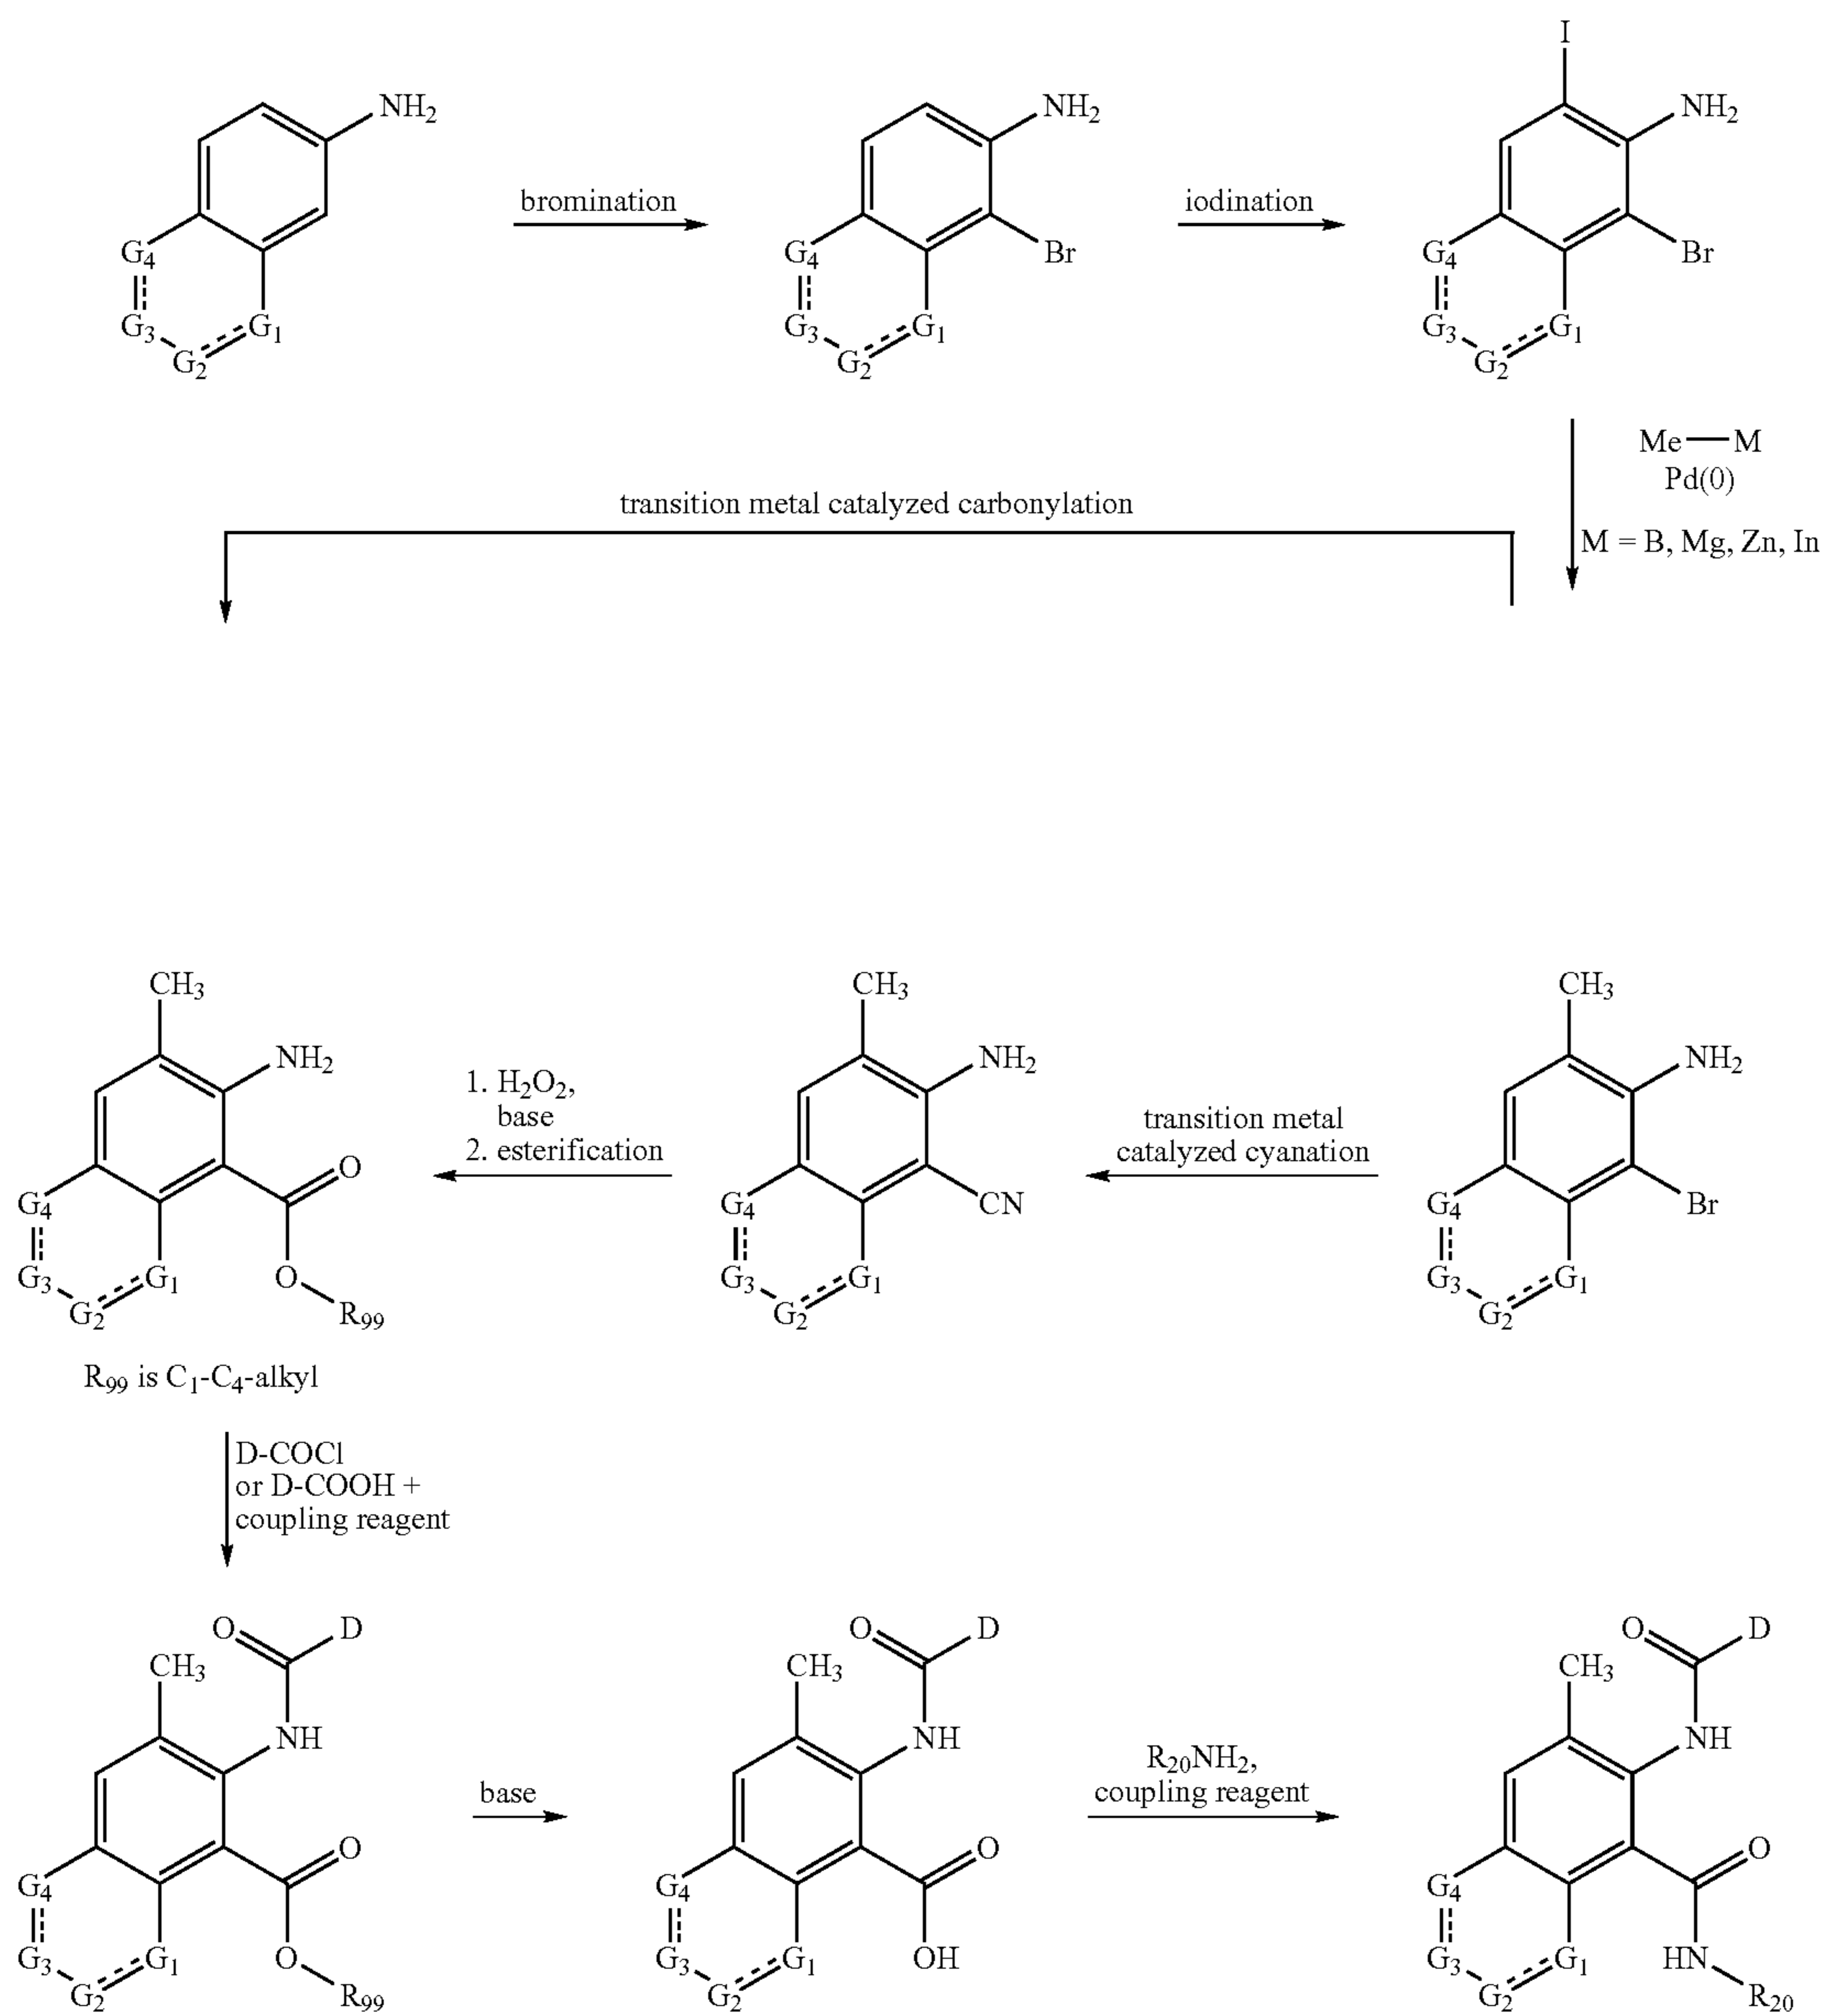 I
NH₂
NH₂
NH₂
bromination
iodination
Br
Br
G₄
G₄
G₄
G₃
G₁
G₃
G₁
G₃
G₁
G₂
G₂
G₂
Me—M
Pd(0)
transition metal catalyzed carbonylation
M = B, Mg, Zn, In
CH₃
CH₃
CH₃
NH₂
NH₂
NH₂
1. H₂O₂,
base
2. esterification
transition metal
catalyzed cyanation
O
G₄
G₄
CN
G₄
Br
G₃
G₁
O
G₃
G₁
G₃
G₁
G₂
R₉₉
G₂
G₂
R₉₉ is C₁-C₄-alkyl
D-COCl
or D-COOH +
coupling reagent
O
D
O
D
O
D
CH₃
CH₃
CH₃
NH
NH
NH
base
R₂₀NH₂,
coupling reagent
O
O
O
G₄
G₄
G₄
G₃
G₁
O
G₃
G₁
OH
G₃
G₁
HN
G₂
R₉₉
G₂
G₂
R₂₀